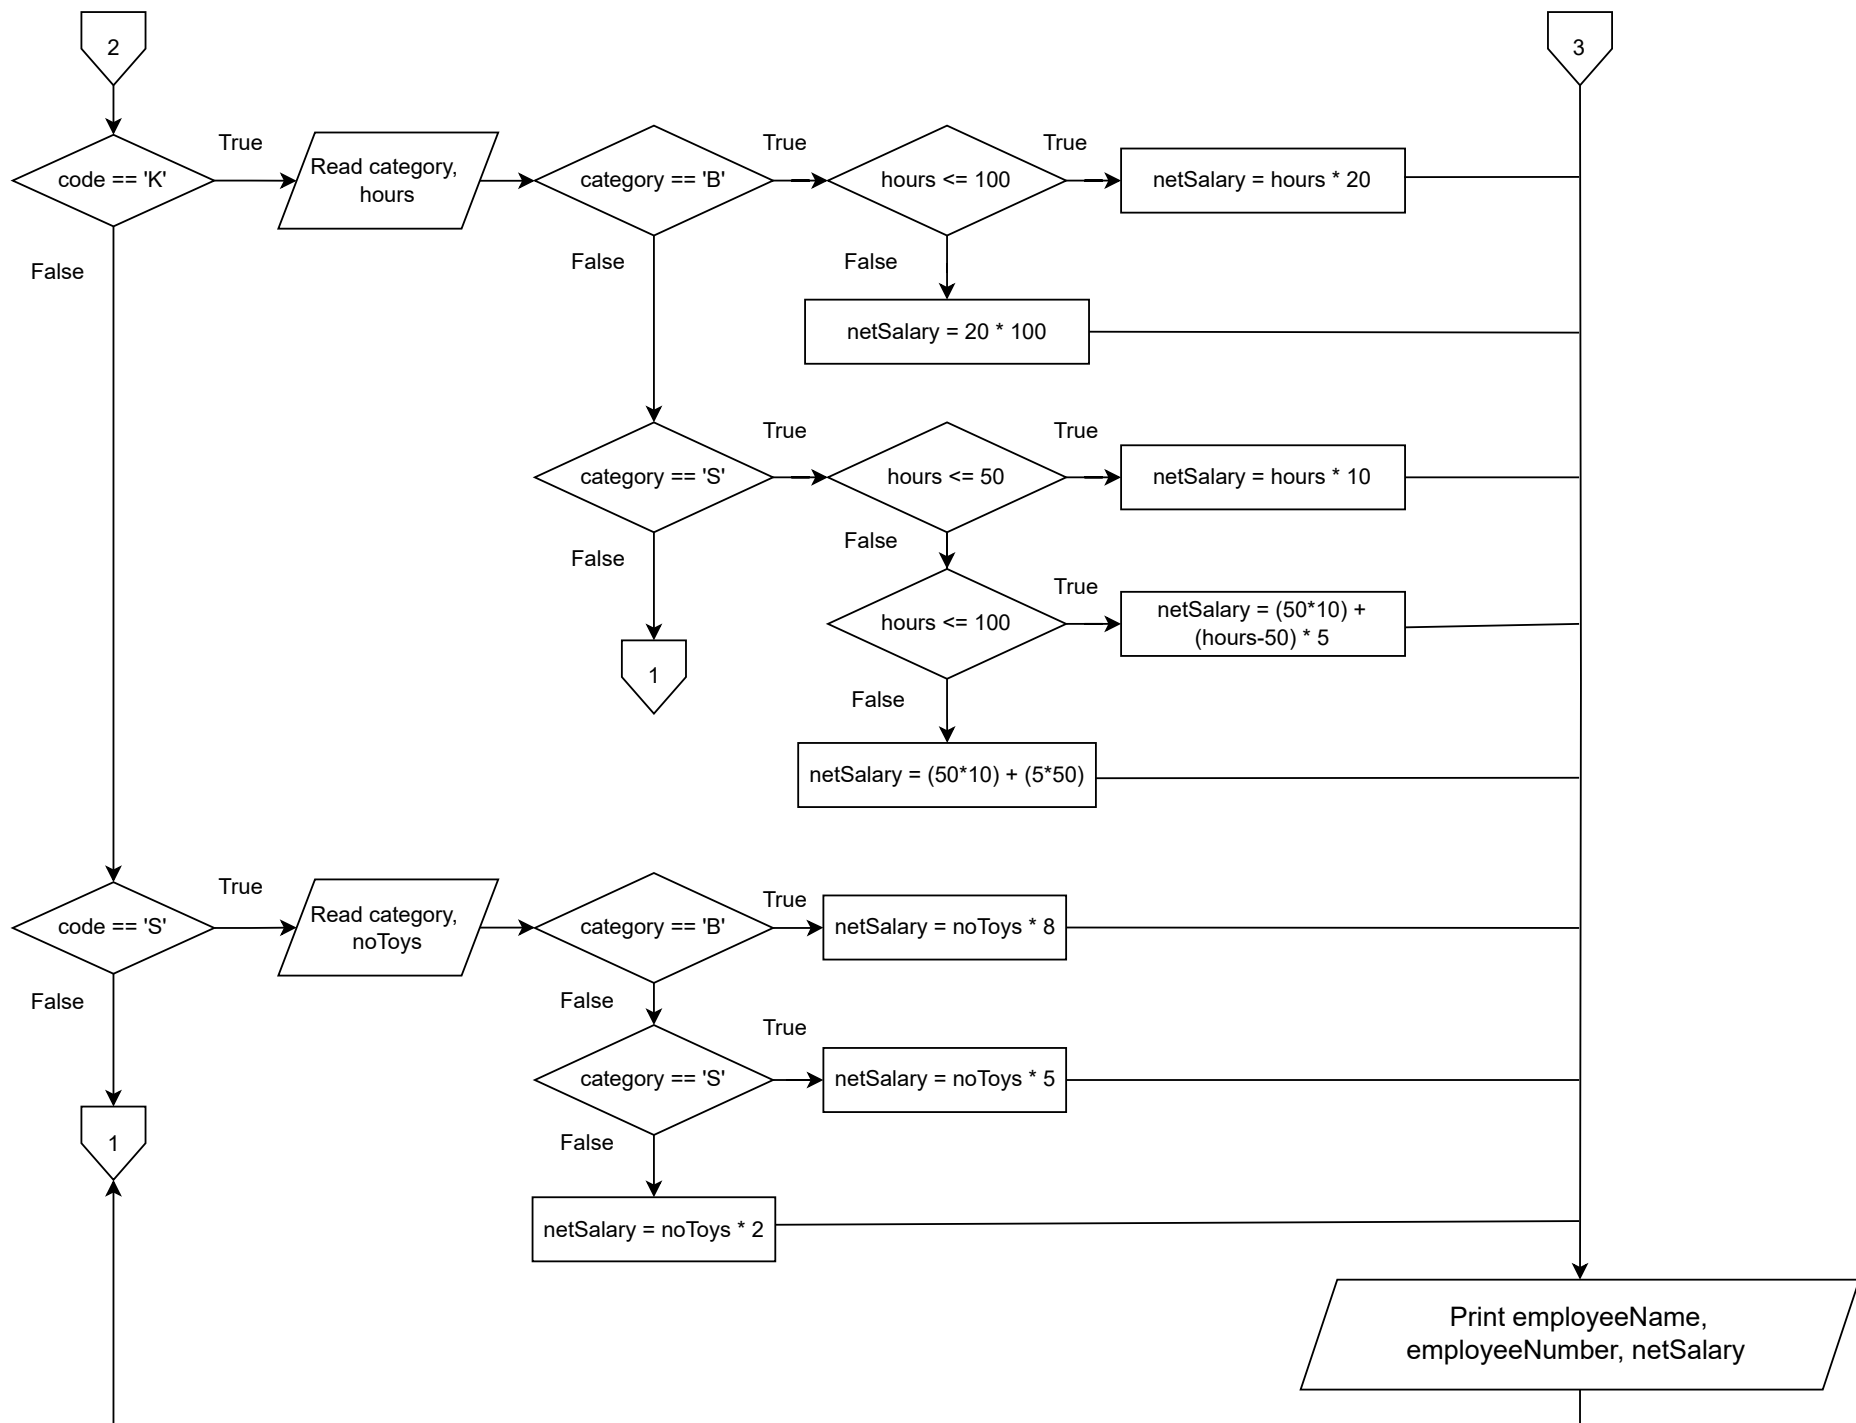 2
3
True
True
True
code == 'K'
Read category,
hours
category == 'B'
hours <= 100
netSalary = hours * 20
False
False
False
netSalary = 20 * 100
True
True
category == 'S'
hours <= 50
netSalary = hours * 10
False
False
True
hours <= 100
netSalary = (50*10) +
(hours-50) * 5
1
False
netSalary = (50*10) + (5*50)
True
True
code == 'S'
Read category,
noToys
category == 'B'
netSalary = noToys * 8
False
False
True
category == 'S'
netSalary = noToys * 5
1
False
netSalary = noToys * 2
Print employeeName,
employeeNumber, netSalary